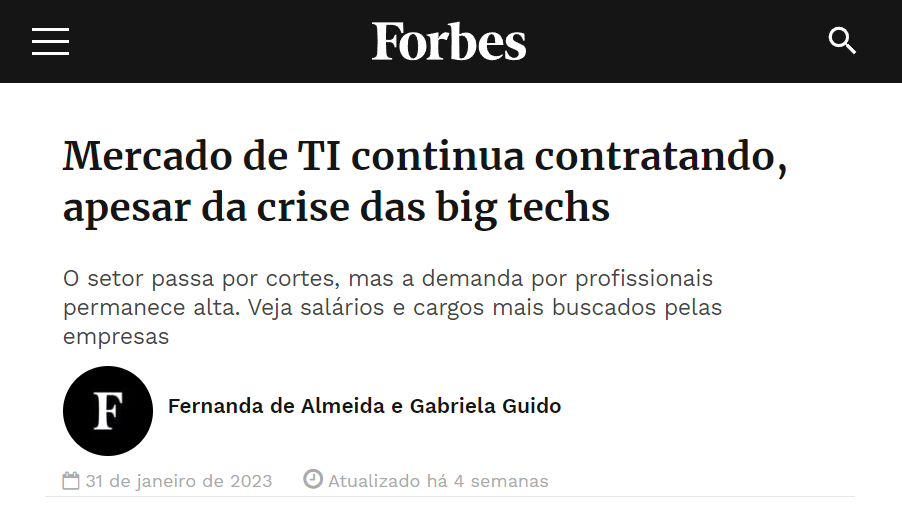 Forbes
Mercado de TI continua contratando,
apesar da crise das big techs
O setor passa por cortes, mas a demanda por profissionais
permanece alta. Veja salários e cargos mais buscados pelas
empresas
F
Fernanda de Almeida e Gabriela Guido
31 de janeiro de 2023 Atualizado há 4 semanas